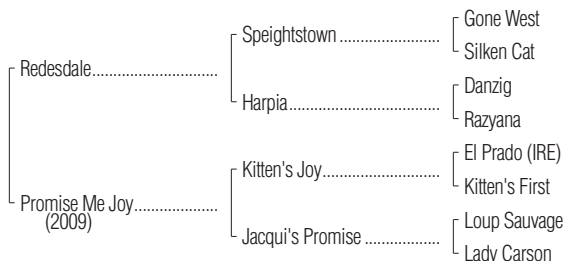 Gone West
Speightstown
Silken Cat
Redesdale
Danzig
Harpia
Razyana
El Prado (IRE)
Kitten's Joy
Kitten's First
Promise Me Joy
(2009)
Loup Sauvage
Jacqui's Promise
Lady Carson